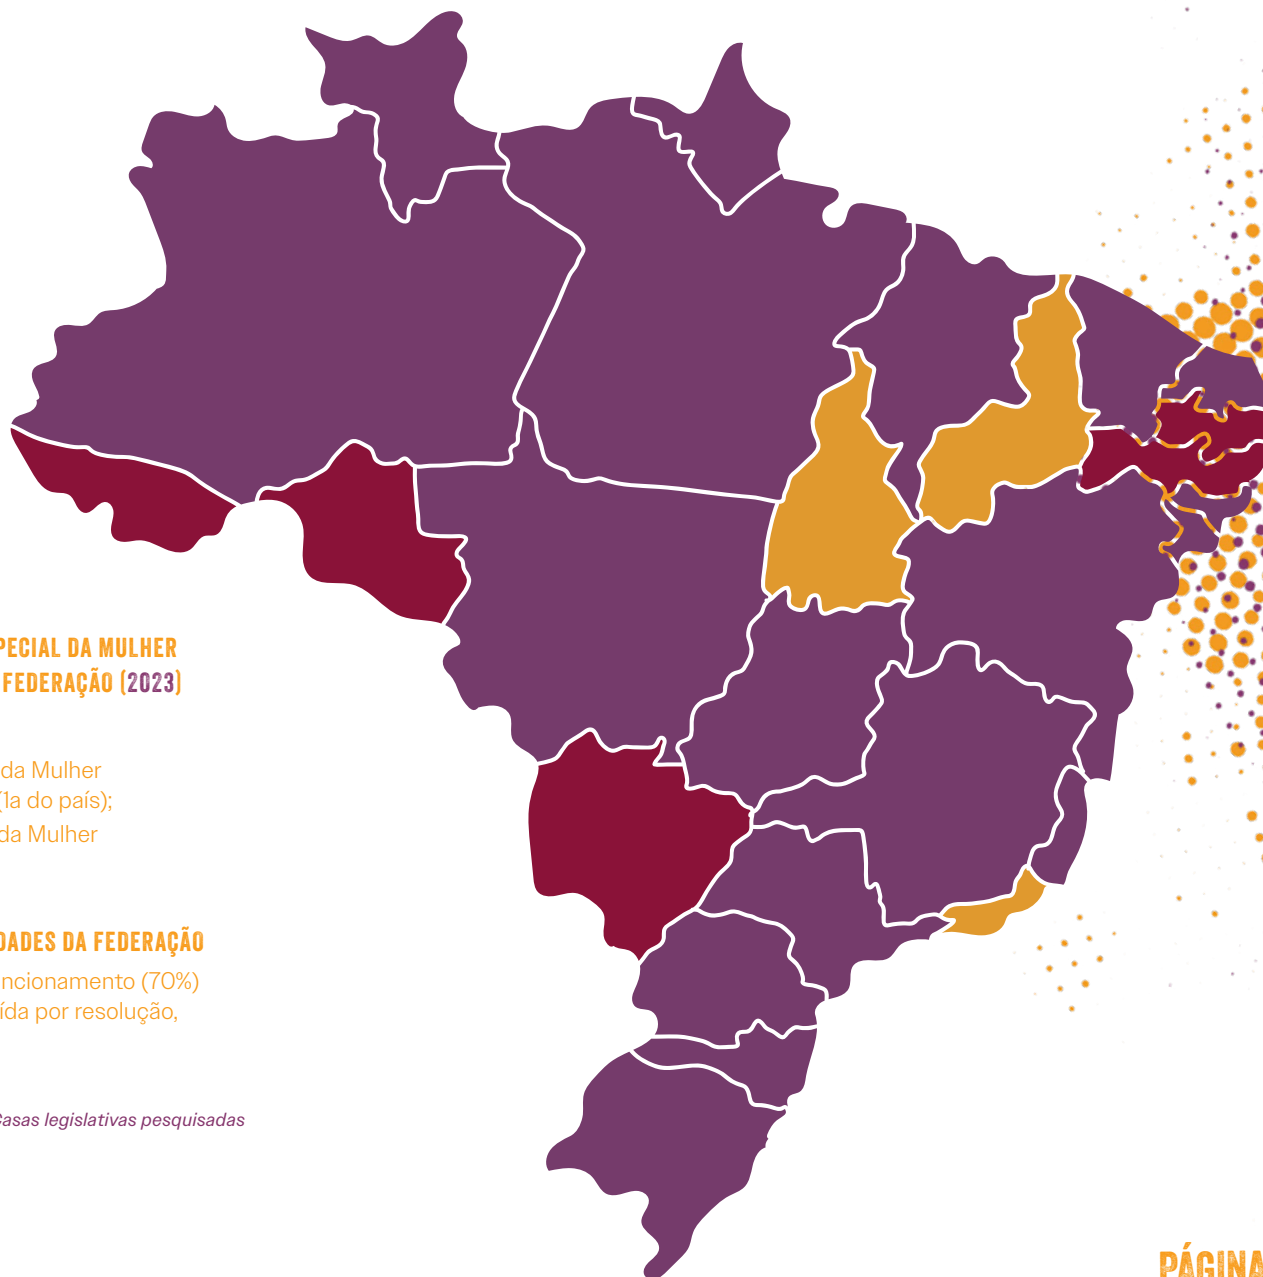 PECIAL DA MULHER
FEDERAÇÃO (2023)
da Mulher
(1a do país);
da Mulher
DADES DA FEDERAÇÃO
ncionamento (70%)
ída por resolução,
Casas legislativas pesquisadas
PÁGINA